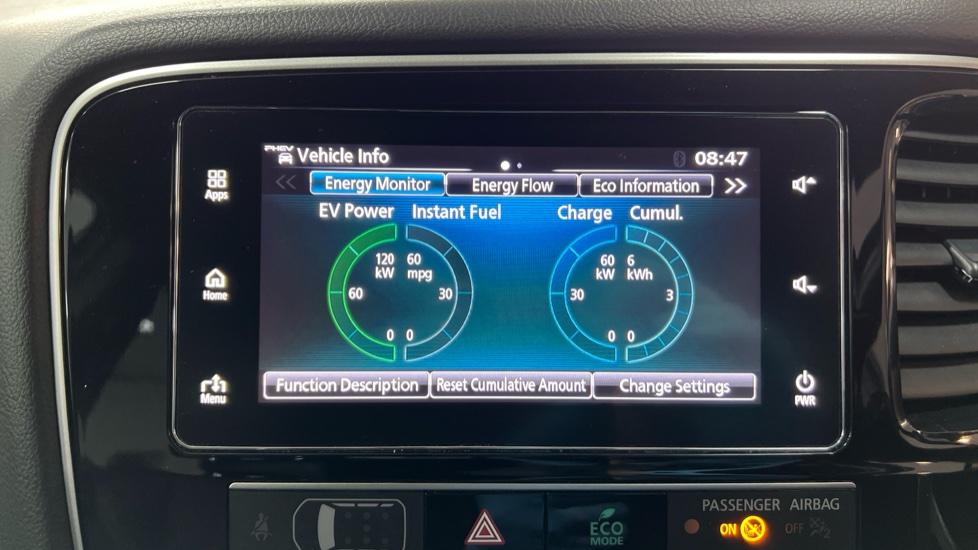 PHEV
Vehicle Info 08:47
Apps
<< Energy Monitor Energy Flow Eco Information >>
EV Power Instant Fuel Charge Cumul.
120 60 60 6
kW mpg kW kWh
60 30 30 3
Home
0 0 0 0
Function Description Reset Cumulative Amount Change Settings
Menu PWR
PASSENGER AIRBAG
ECO ON OFF
MODE